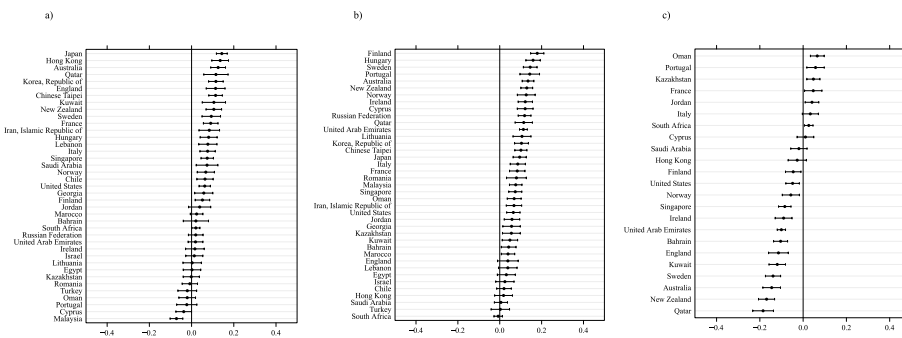 a)
Japan
Hong Kong
Australia
Qatar
Korea, Republic of
England
Chinese Taipei
Kuwait
New Zealand
Sweden
France
Iran, Islamic Republic of
Hungary
Lebanon
Italy
Singapore
Saudi Arabia
Norway
Chile
United States
Georgia
Finland
Jordan
Marocco
Bahrain
South Africa
Russian Federation
United Arab Emirates
Ireland
Israel
Lithuania
Egypt
Kazakhstan
Romania
Turkey
Oman
Portugal
Cyprus
Malaysia
−0.4 −0.2 0.0 0.2 0.4
b)
Finland
Hungary
Sweden
Portugal
Australia
New Zealand
Norway
Ireland
Cyprus
Russian Federation
Qatar
United Arab Emirates
Lithuania
Korea, Republic of
Chinese Taipei
Japan
Italy
France
Romania
Malaysia
Singapore
Oman
Iran, Islamic Republic of
United States
Jordan
Georgia
Kazakhstan
Kuwait
Bahrain
Marocco
England
Lebanon
Egypt
Israel
Chile
Hong Kong
Saudi Arabia
Turkey
South Africa
−0.4 −0.2 0.0 0.2 0.4
c)
Oman
Portugal
Kazakhstan
France
Jordan
Italy
South Africa
Cyprus
Saudi Arabia
Hong Kong
Finland
United States
Norway
Singapore
Ireland
United Arab Emirates
Bahrain
England
Kuwait
Sweden
Australia
New Zealand
Qatar
−0.4 −0.2 0.0 0.2 0.4